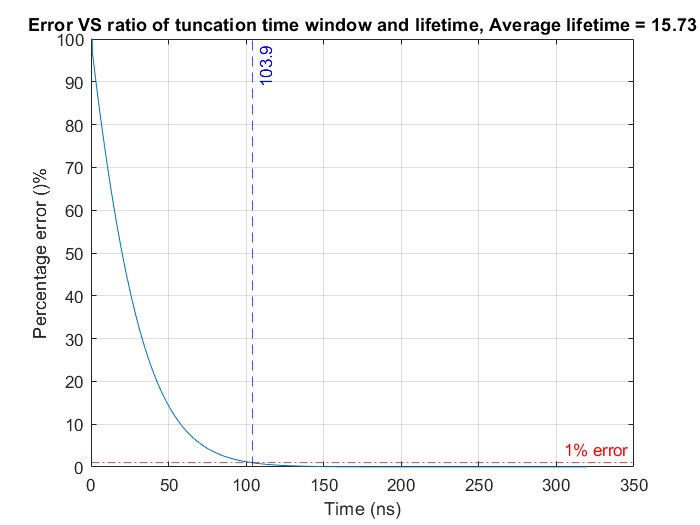 Error VS ratio of tuncation time window and lifetime, Average lifetime = 15.73
100
90
80
70
60
50
40
30
20
10
0
Percentage error ()%
103.9
1% error
0 50 100 150 200 250 300 350
Time (ns)